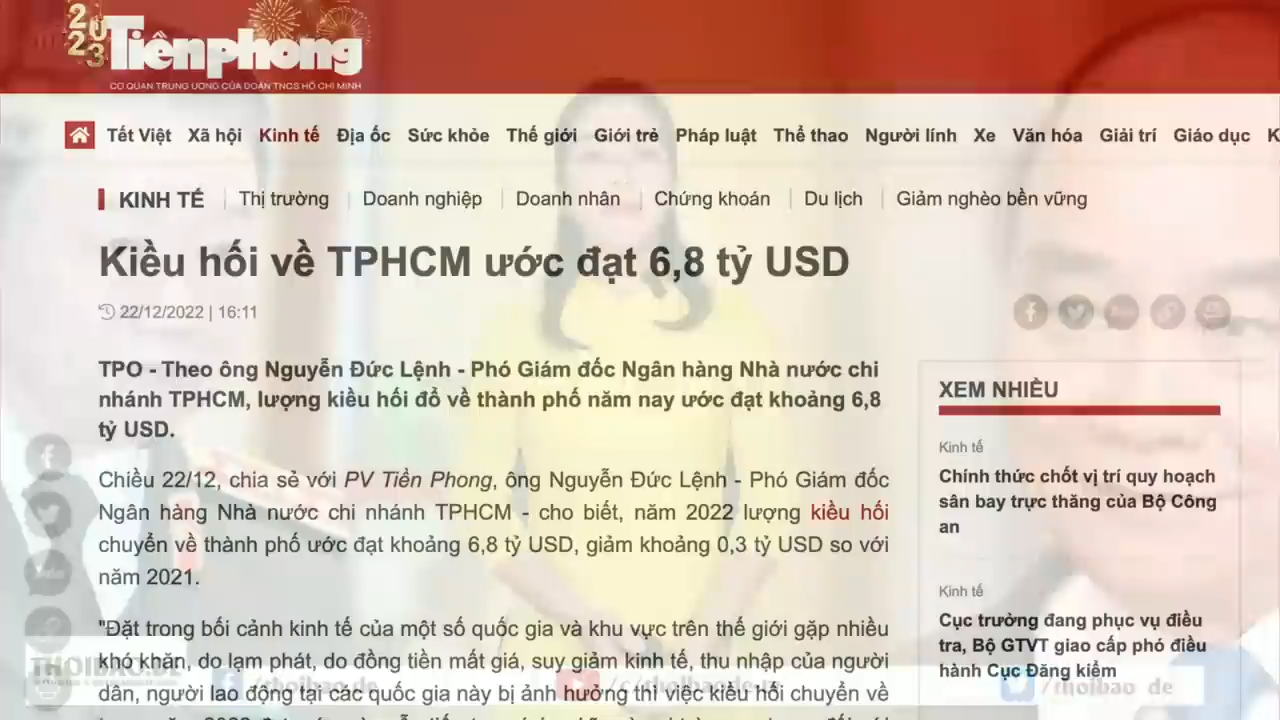 2023
Tiền phong
CƠ QUAN TRUNG ƯƠNG CỦA ĐOÀN TNCS HỒ CHÍ MINH
Tết Việt Xã hội Kinh tế Địa ốc Sức khỏe Thế giới Giới trẻ Pháp luật Thể thao Người lính Xe Văn hóa Giải trí Giáo dục K
KINH TẾ Thị trường Doanh nghiệp Doanh nhân Chứng khoán Du lịch Giảm nghèo bền vững
Kiều hối về TPHCM ước đạt 6,8 tỷ USD
22/12/2022 | 16:11
TPO - Theo ông Nguyễn Đức Lệnh - Phó Giám đốc Ngân hàng Nhà nước chi
nhánh TPHCM, lượng kiều hối đổ về thành phố năm nay ước đạt khoảng 6,8
tỷ USD.
Chiều 22/12, chia sẻ với PV Tiền Phong, ông Nguyễn Đức Lệnh - Phó Giám đốc
Ngân hàng Nhà nước chi nhánh TPHCM - cho biết, năm 2022 lượng kiều hối
chuyển về thành phố ước đạt khoảng 6,8 tỷ USD, giảm khoảng 0,3 tỷ USD so với
năm 2021.
"Đặt trong bối cảnh kinh tế của một số quốc gia và khu vực trên thế giới gặp nhiều
khó khăn, do lạm phát, do đồng tiền mất giá, suy giảm kinh tế, thu nhập của người
dân, người lao động tại các quốc gia này bị ảnh hưởng thì việc kiều hối chuyển về
XEM NHIỀU
Kinh tế
Chính thức chốt vị trí quy hoạch
sân bay trực thăng của Bộ Công
an
Kinh tế
Cục trưởng đang phục vụ điều
tra, Bộ GTVT giao cấp phó điều
hành Cục Đăng kiểm
THOIBAO.DE
/thoibao.de
/thoibao_de